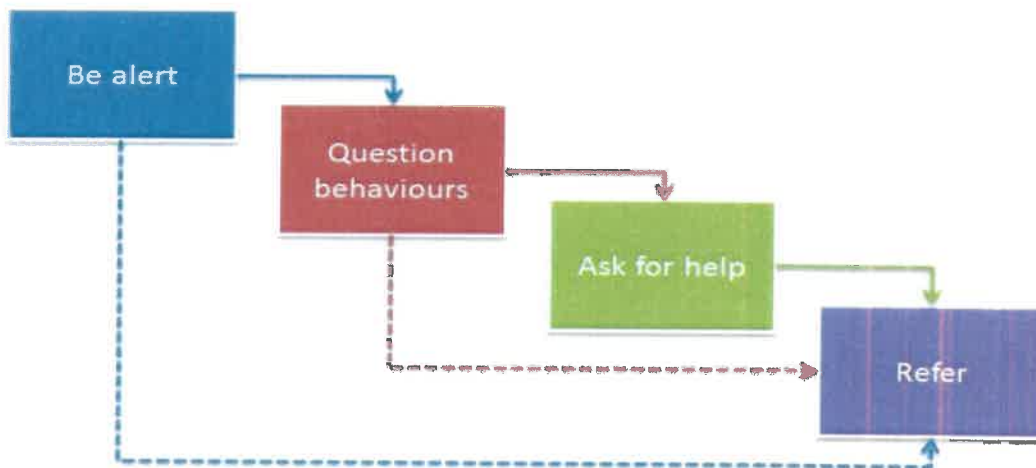 Be alert
Question
behaviours
Ask for help
Refer